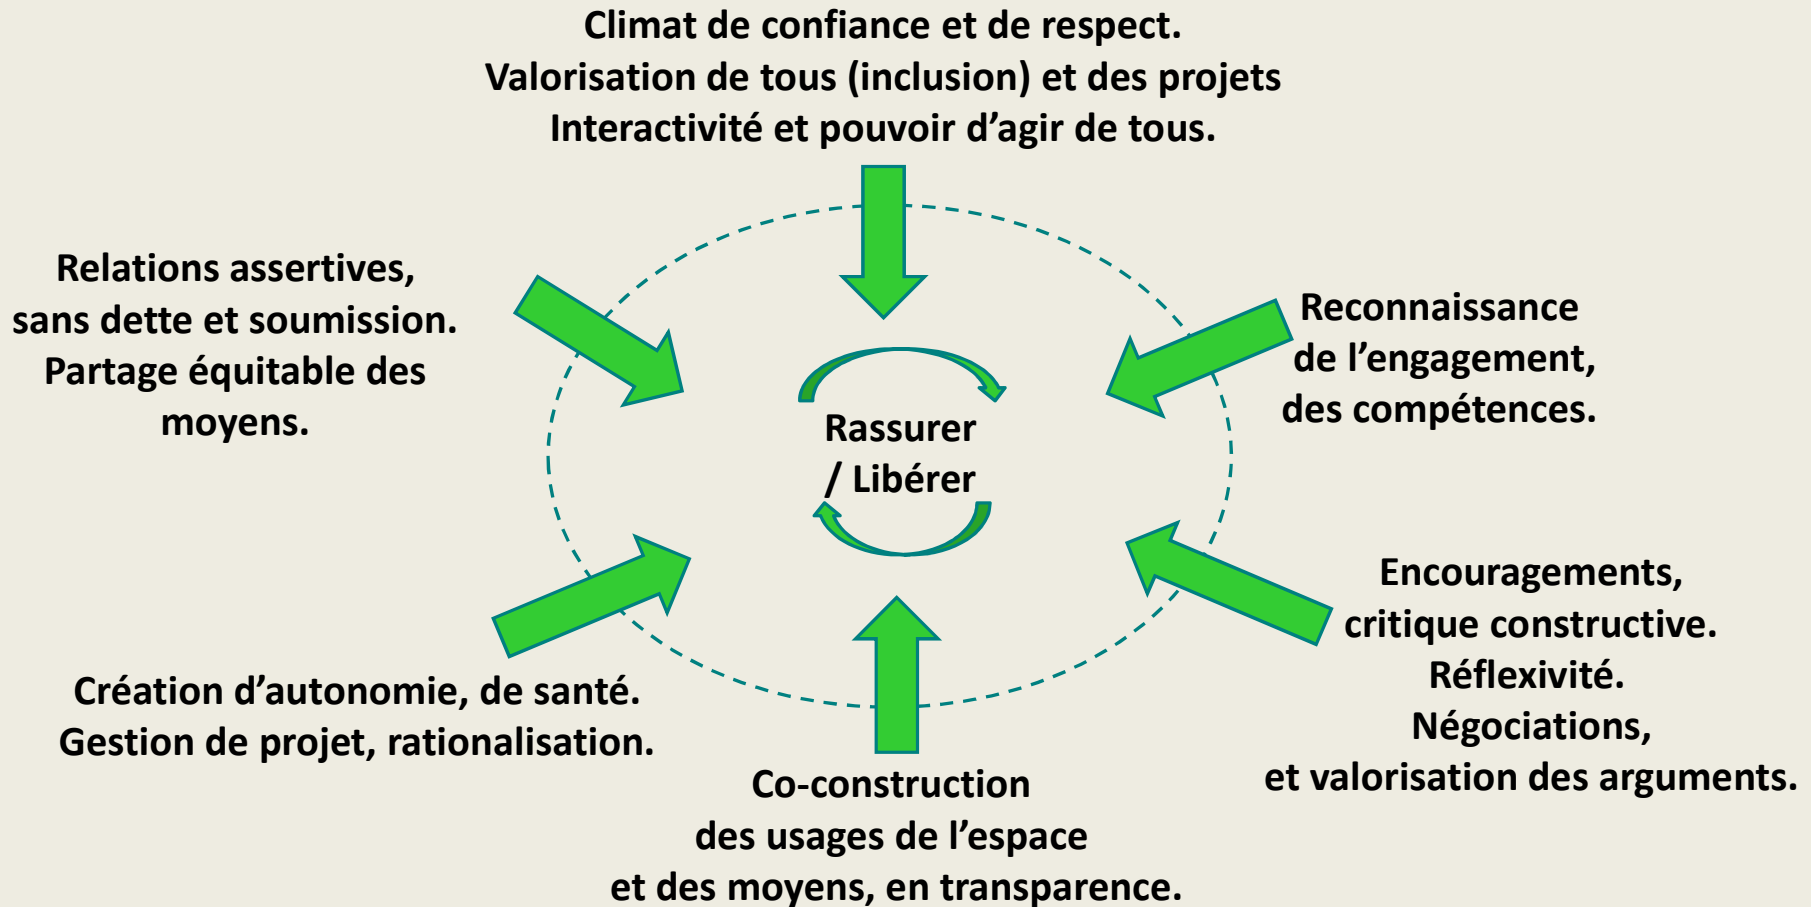 Climat de confiance et de respect.
Valorisation de tous (inclusion) et des projets
Interactivité et pouvoir d’agir de tous.
Relations assertives,
sans dette et soumission.
Partage équitable des
moyens.
Reconnaissance
de l’engagement,
des compétences.
Rassurer
/ Libérer
Encouragements,
critique constructive.
Réflexivité.
Négociations,
et valorisation des arguments.
Création d’autonomie, de santé.
Gestion de projet, rationalisation.
Co-construction
des usages de l’espace
et des moyens, en transparence.